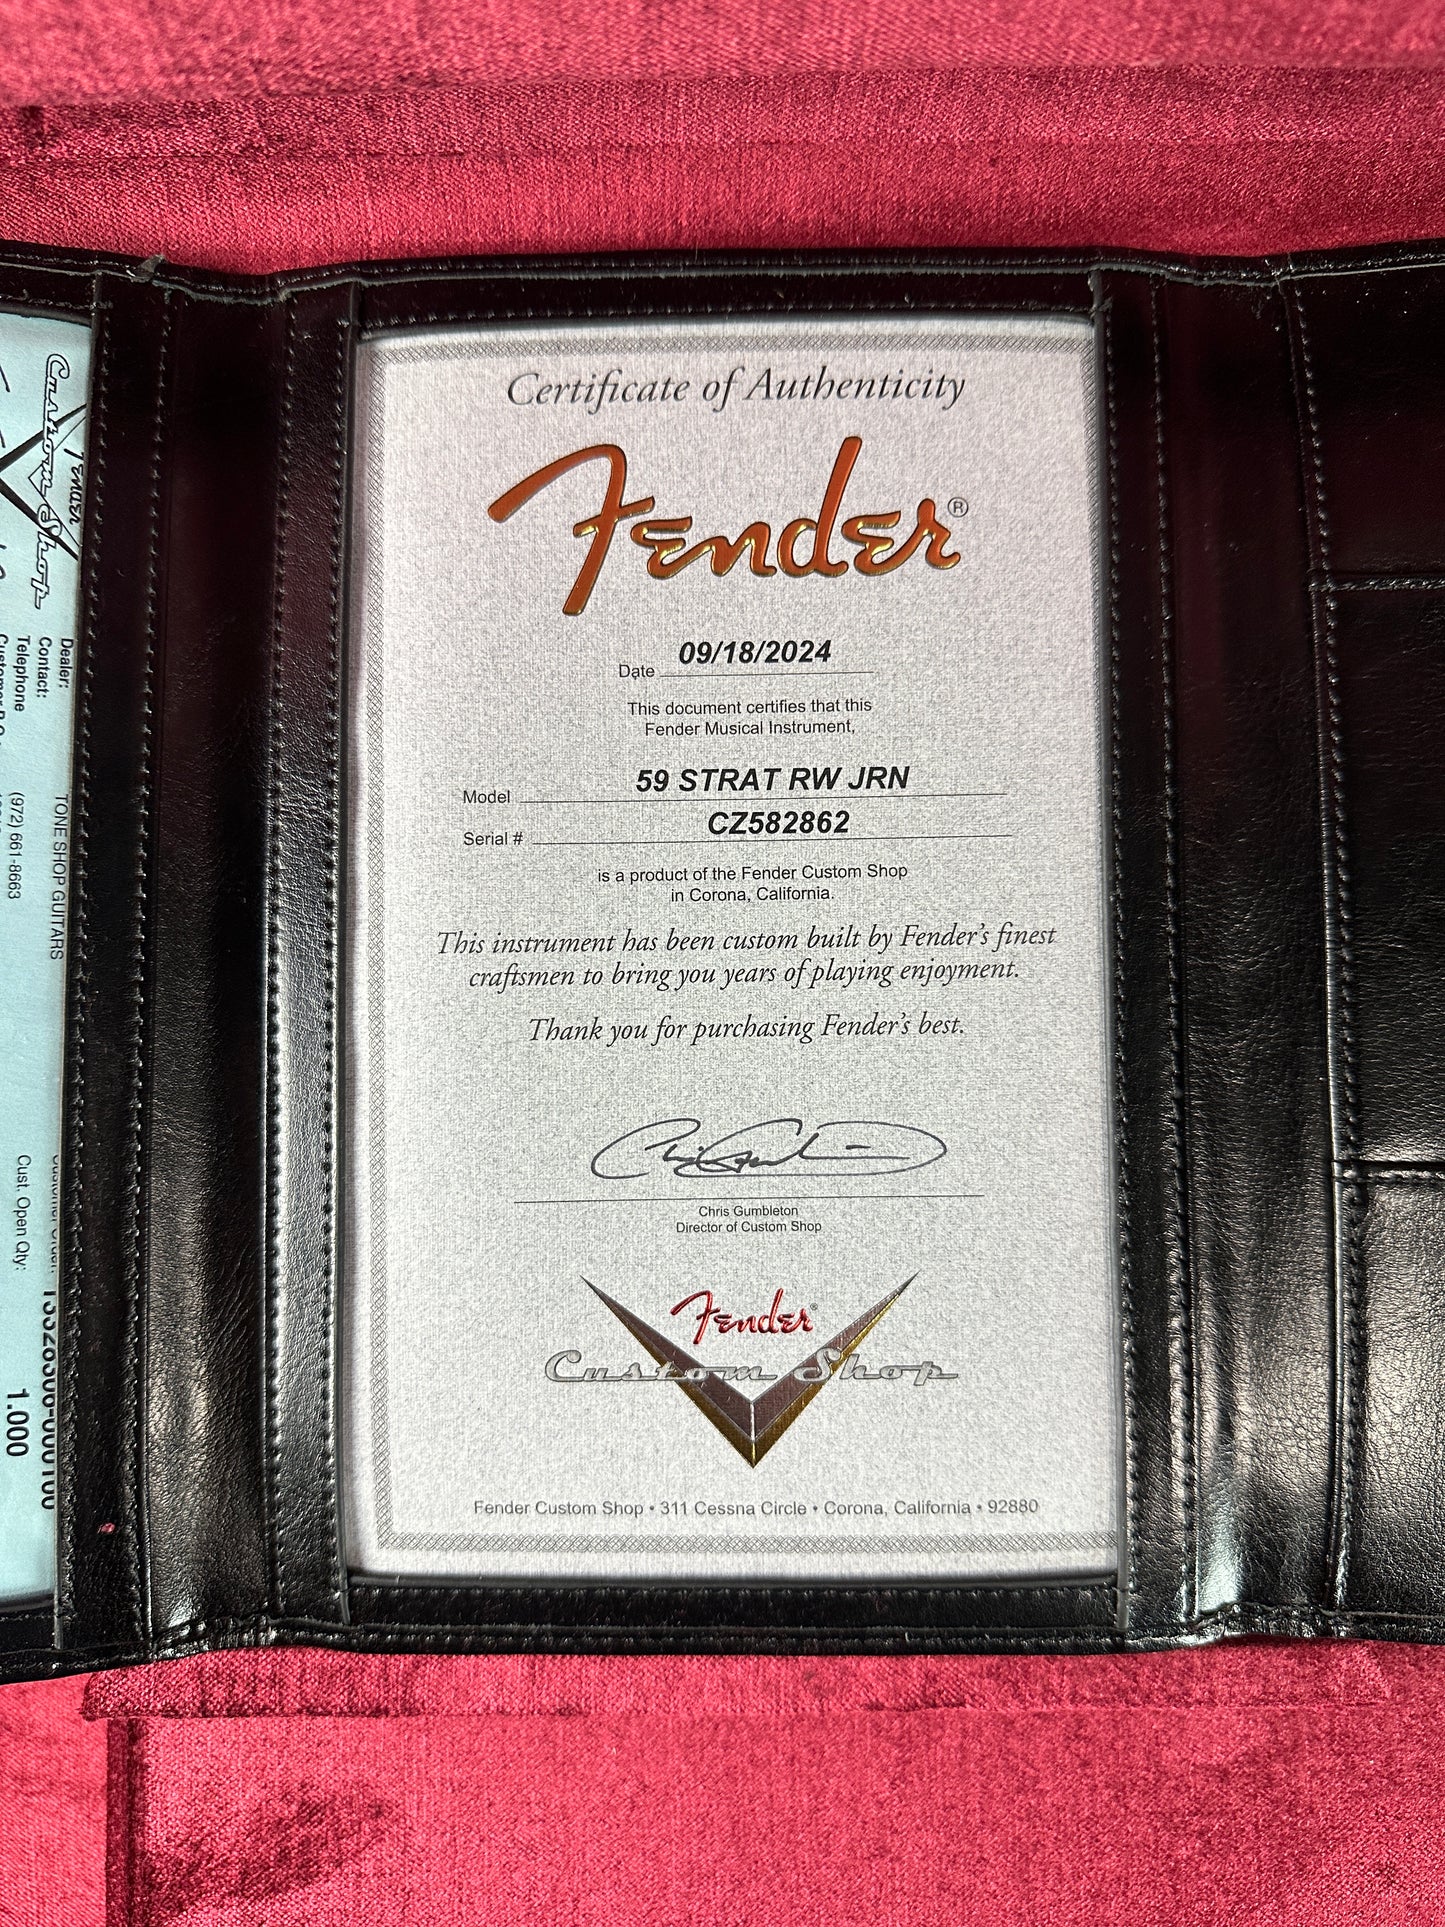 Certificate of Authenticity
Fender®
Date 09/18/2024
This document certifies that this
Fender Musical Instrument,
Model 59 STRAT RW JRN
Serial # CZ582862
is a product of the Fender Custom Shop
in Corona, California.
This instrument has been custom built by Fender's finest
craftsmen to bring you years of playing enjoyment.
Thank you for purchasing Fender's best.
Chris Gumbleton
Director of Custom Shop
Fender®
Custom Shop
Fender Custom Shop • 311 Cessna Circle • Corona, California • 92880
Fender
Custom Shop
Dealer: TONE SHOP GUITARS
Contact:
Telephone (972) 661-8663
Cust. Open Qty: 1.000